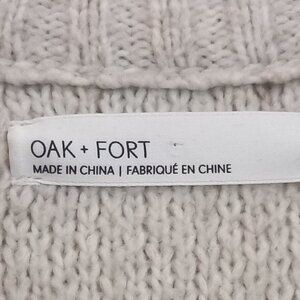 OAK + FORT
MADE IN CHINA | FABRIQUÉ EN CHINE